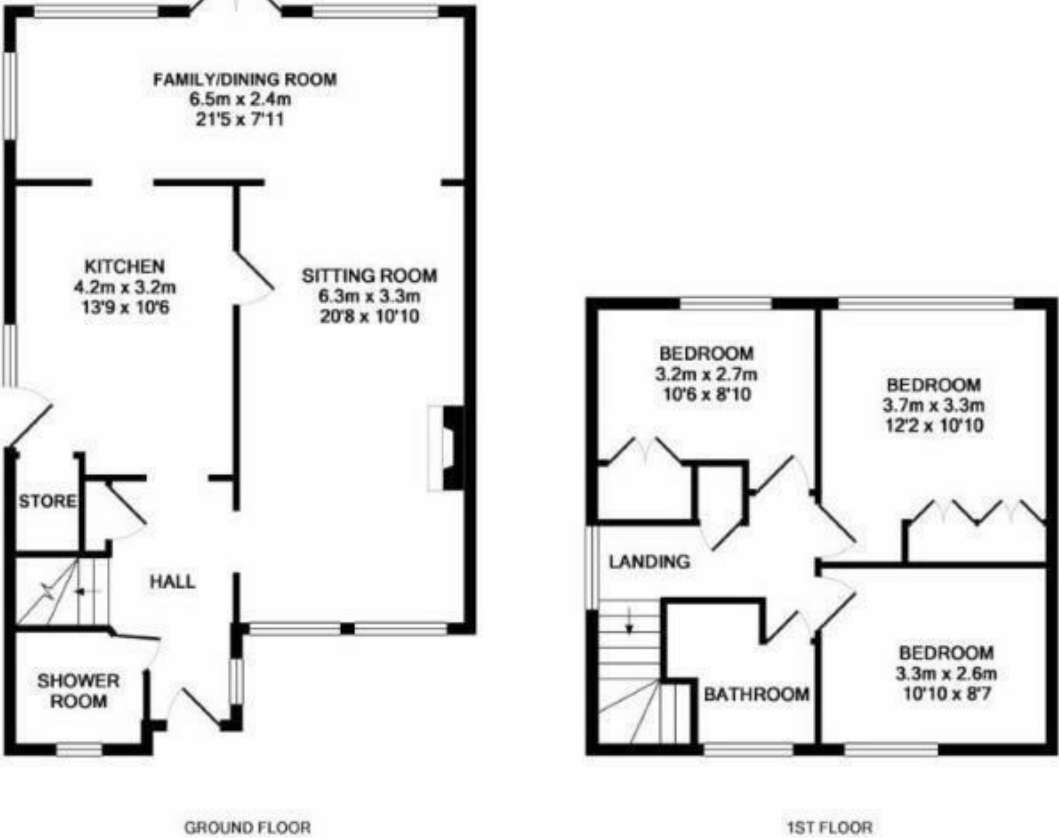 FAMILY/DINING ROOM
6.5m x 2.4m
21'5 x 7'11
KITCHEN
4.2m x 3.2m
13'9 x 10'6
SITTING ROOM
6.3m x 3.3m
20'8 x 10'10
STORE
HALL
SHOWER
ROOM
GROUND FLOOR
BEDROOM
3.2m x 2.7m
10'6 x 8'10
BEDROOM
3.7m x 3.3m
12'2 x 10'10
LANDING
BATHROOM
BEDROOM
3.3m x 2.6m
10'10 x 8'7
1ST FLOOR